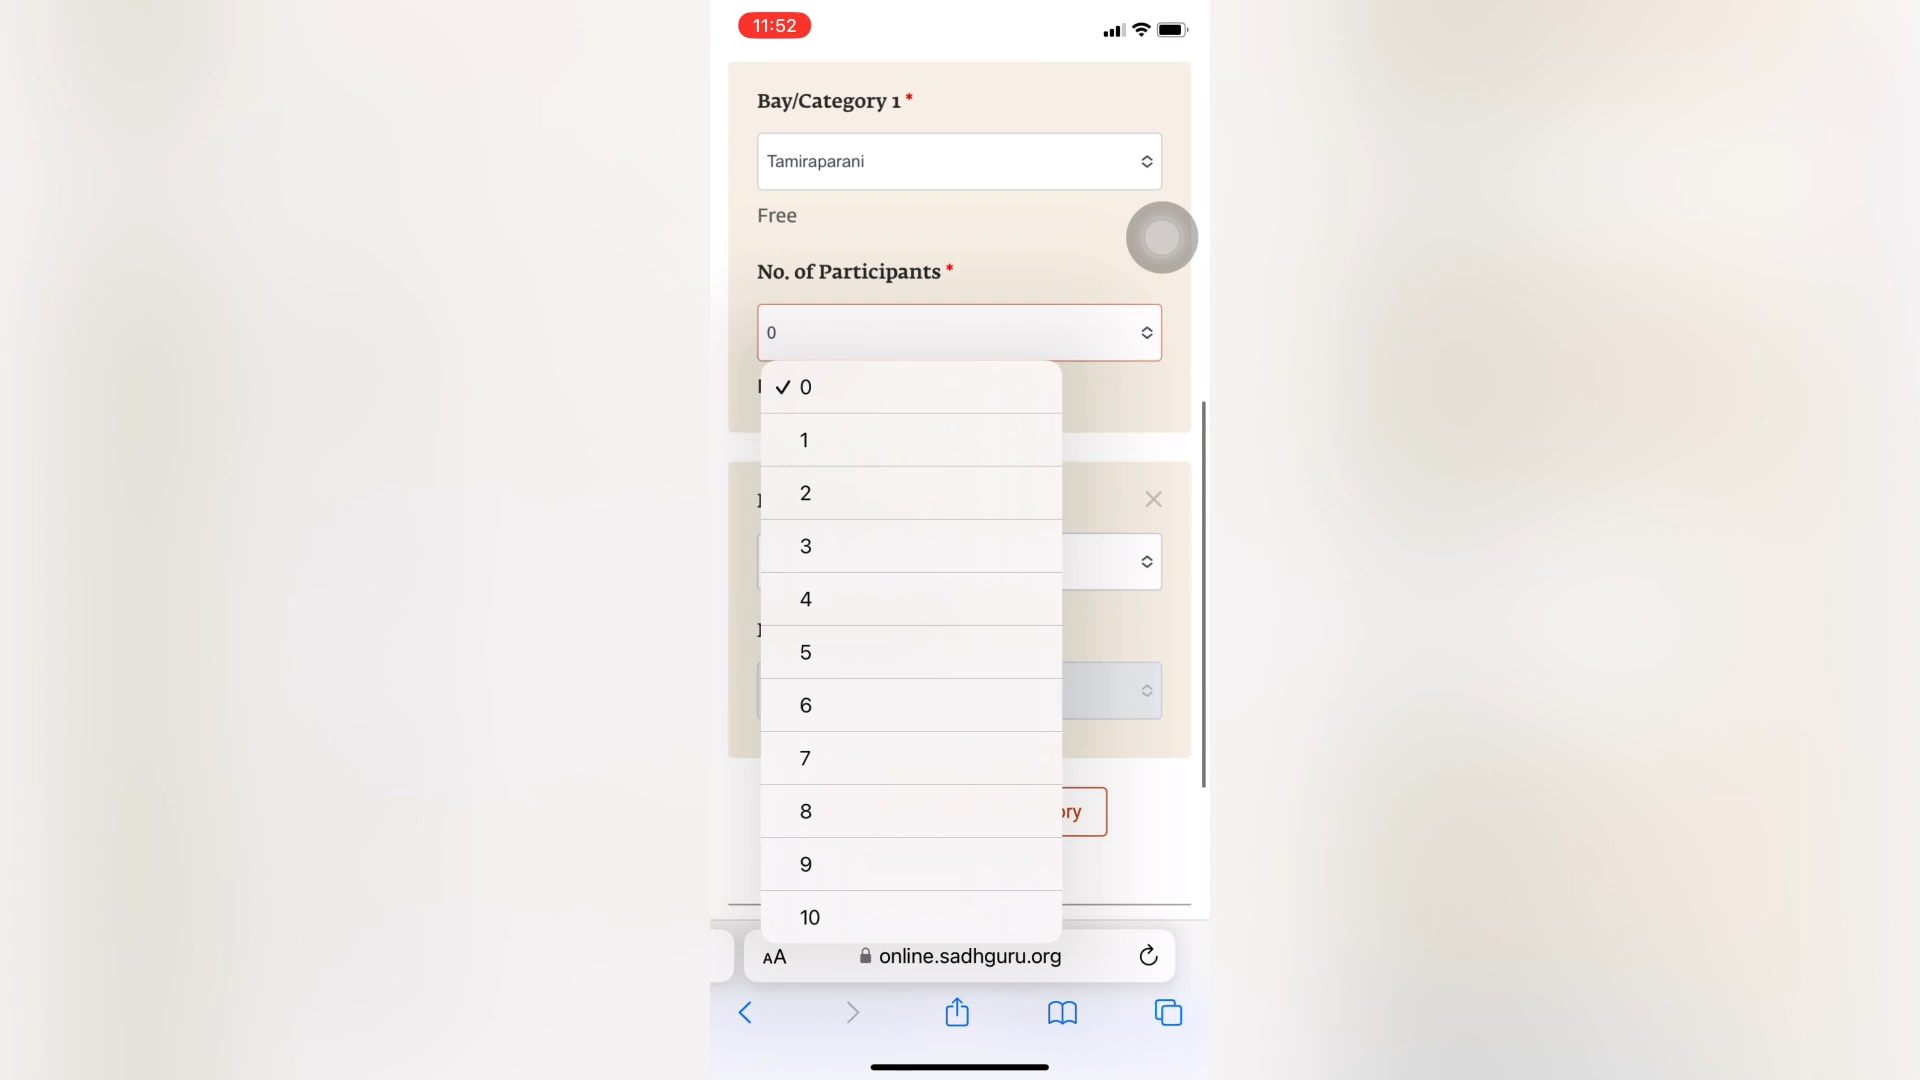 11:52
Bay/Category 1 *
Tamiraparani
Free
No. of Participants *
0
0
1
2
3
4
5
6
7
8
9
10
AA
online.sadhguru.org